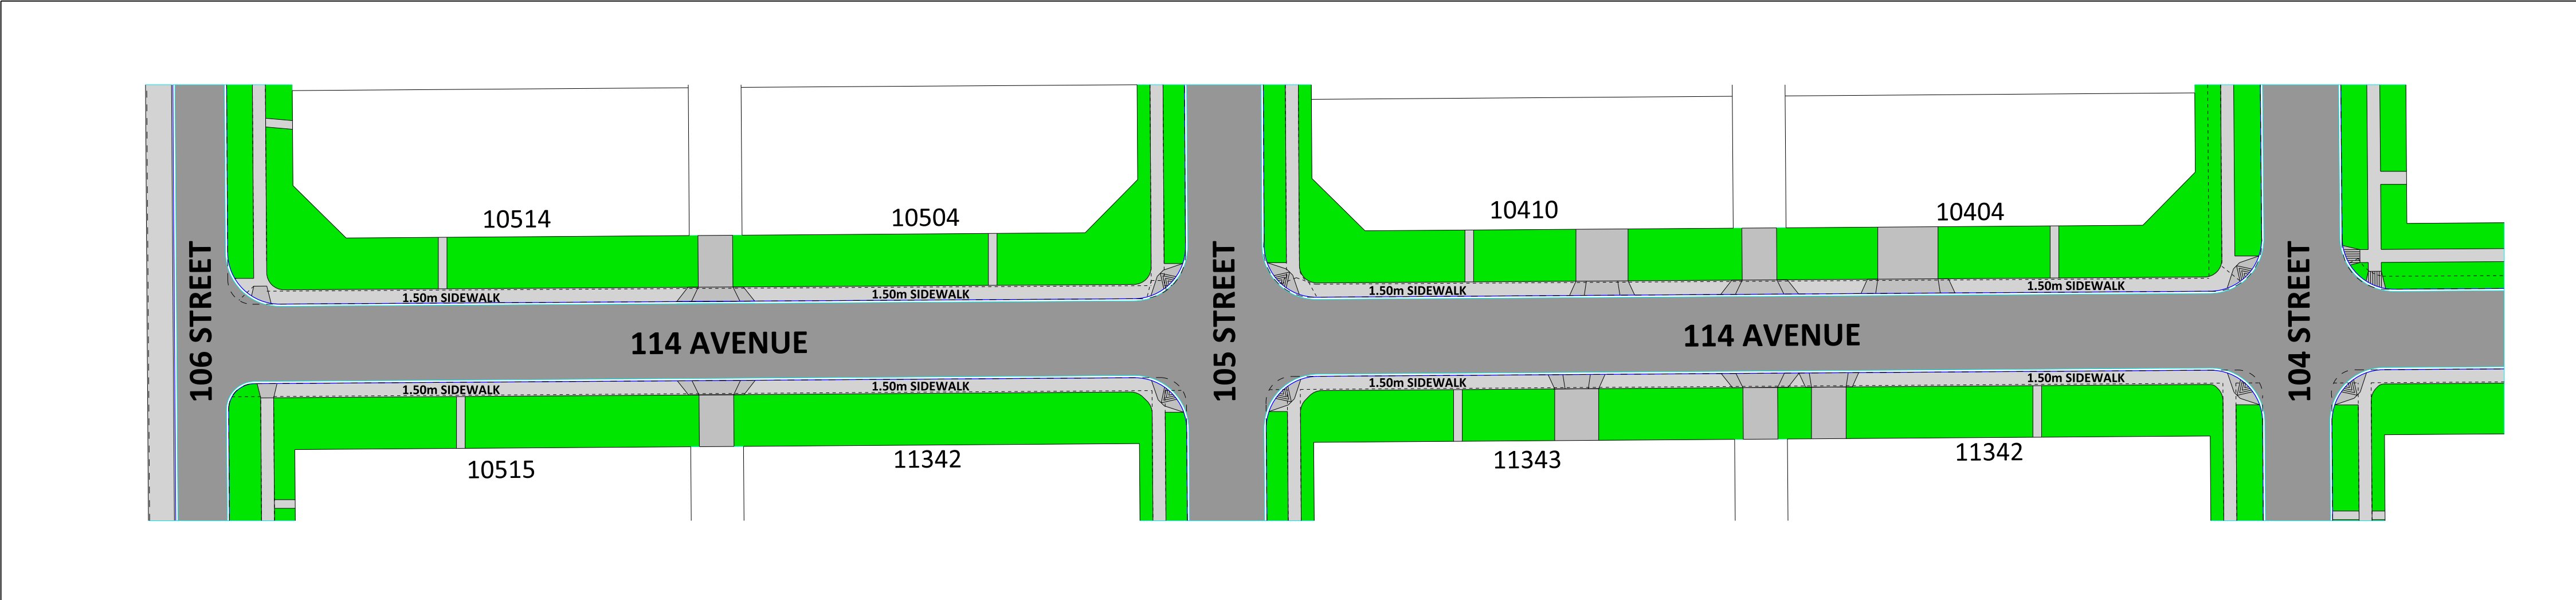 10514
10504
10410
10404
1.50m SIDEWALK
1.50m SIDEWALK
1.50m SIDEWALK
1.50m SIDEWALK
106 STREET
114 AVENUE
105 STREET
114 AVENUE
104 STREET
1.50m SIDEWALK
1.50m SIDEWALK
1.50m SIDEWALK
1.50m SIDEWALK
10515
11342
11343
11342